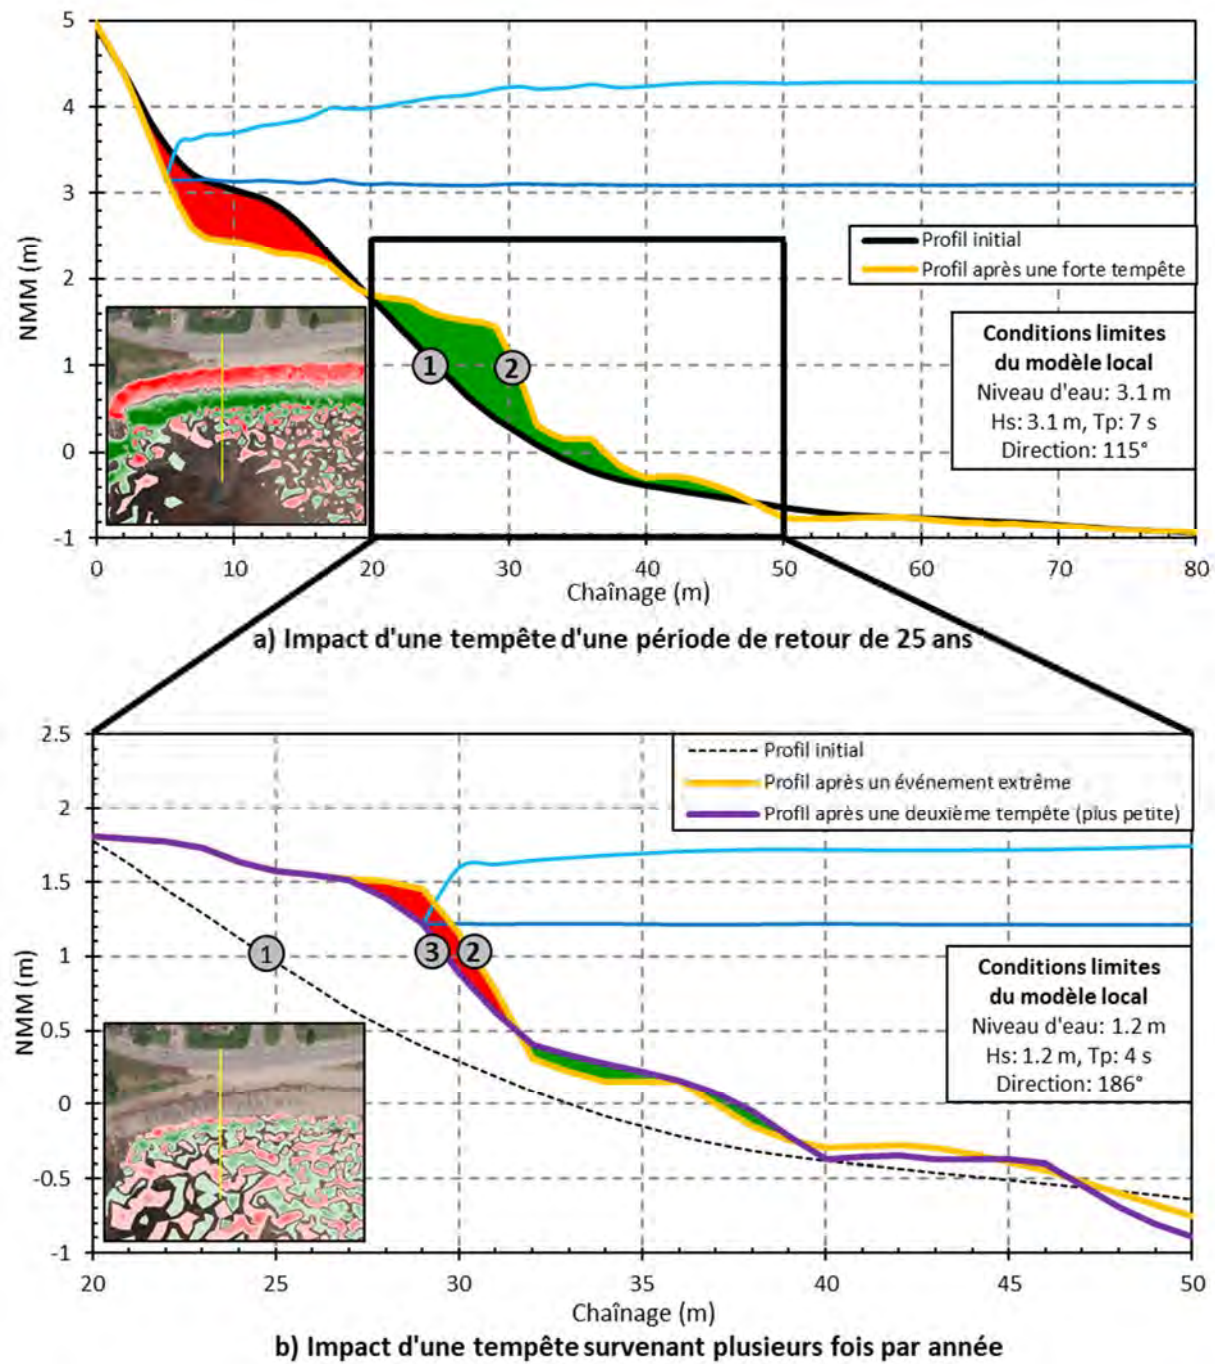 5
4
3
2
1
0
-1
NMM (m)
Profil initial
Profil après une forte tempête
Conditions limites
du modèle local
Niveau d'eau: 3.1 m
Hs: 3.1 m, Tp: 7 s
Direction: 115°
1
2
0 10 20 30 40 50 60 70 80
Chaînage (m)
a) Impact d'une tempête d'une période de retour de 25 ans
2.5
2
1.5
1
0.5
0
-0.5
-1
NMM (m)
Profil initial
Profil après un événement extrême
Profil après une deuxième tempête (plus petite)
1
3
2
Conditions limites
du modèle local
Niveau d'eau: 1.2 m
Hs: 1.2 m, Tp: 4 s
Direction: 186°
20 25 30 35 40 45 50
Chaînage (m)
b) Impact d'une tempête survenant plusieurs fois par année